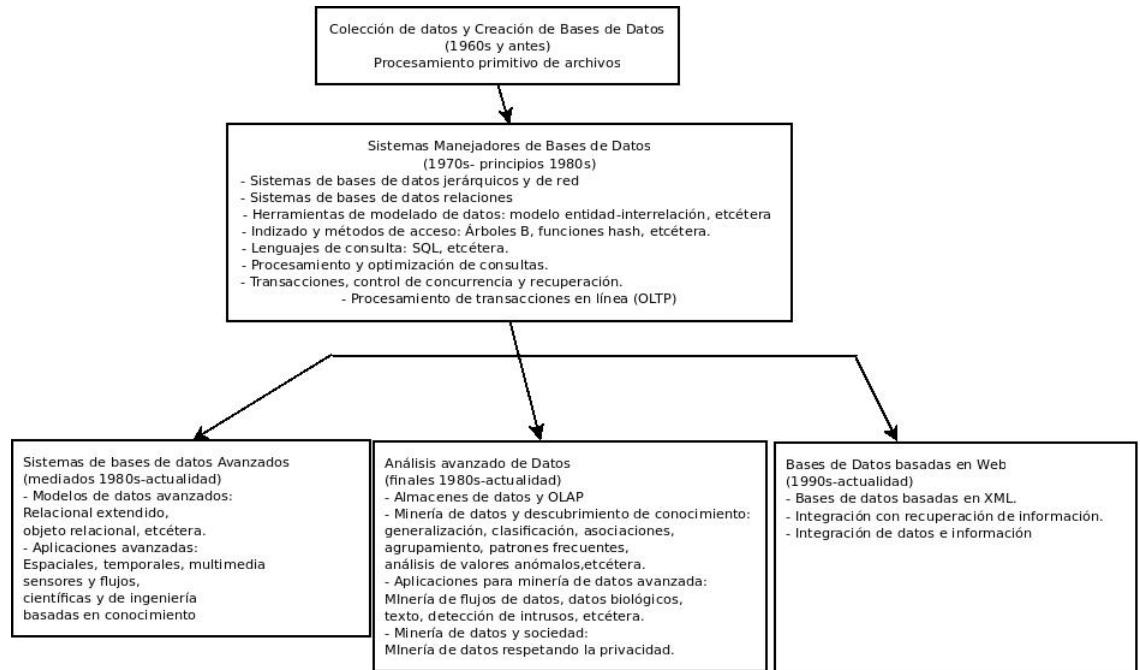 Colección de datos y Creación de Bases de Datos
(1960s y antes)
Procesamiento primitivo de archivos
Sistemas Manejadores de Bases de Datos
(1970s- principios 1980s)
- Sistemas de bases de datos jerárquicos y de red
- Sistemas de bases de datos relaciones
- Herramientas de modelado de datos: modelo entidad-interrelación, etcétera
- Indizado y métodos de acceso: Árboles B, funciones hash, etcétera.
- Lenguajes de consulta: SQL, etcétera.
- Procesamiento y optimización de consultas.
- Transacciones, control de concurrencia y recuperación.
- Procesamiento de transacciones en línea (OLTP)
Sistemas de bases de datos Avanzados
(mediados 1980s-actualidad)
- Modelos de datos avanzados:
Relacional extendido,
objeto relacional, etcétera.
- Aplicaciones avanzadas:
Espaciales, temporales, multimedia
sensores y flujos,
científicas y de ingeniería
basadas en conocimiento
Análisis avanzado de Datos
(finales 1980s-actualidad)
- Almacenes de datos y OLAP
- Minería de datos y descubrimiento de conocimiento:
generalización, clasificación, asociaciones,
agrupamiento, patrones frecuentes,
análisis de valores anómalos,etcétera.
- Aplicaciones para minería de datos avanzada:
MInería de flujos de datos, datos biológicos,
texto, detección de intrusos, etcétera.
- Minería de datos y sociedad:
MInería de datos respetando la privacidad.
Bases de Datos basadas en Web
(1990s-actualidad)
- Bases de datos basadas en XML.
- Integración con recuperación de información.
- Integración de datos e información